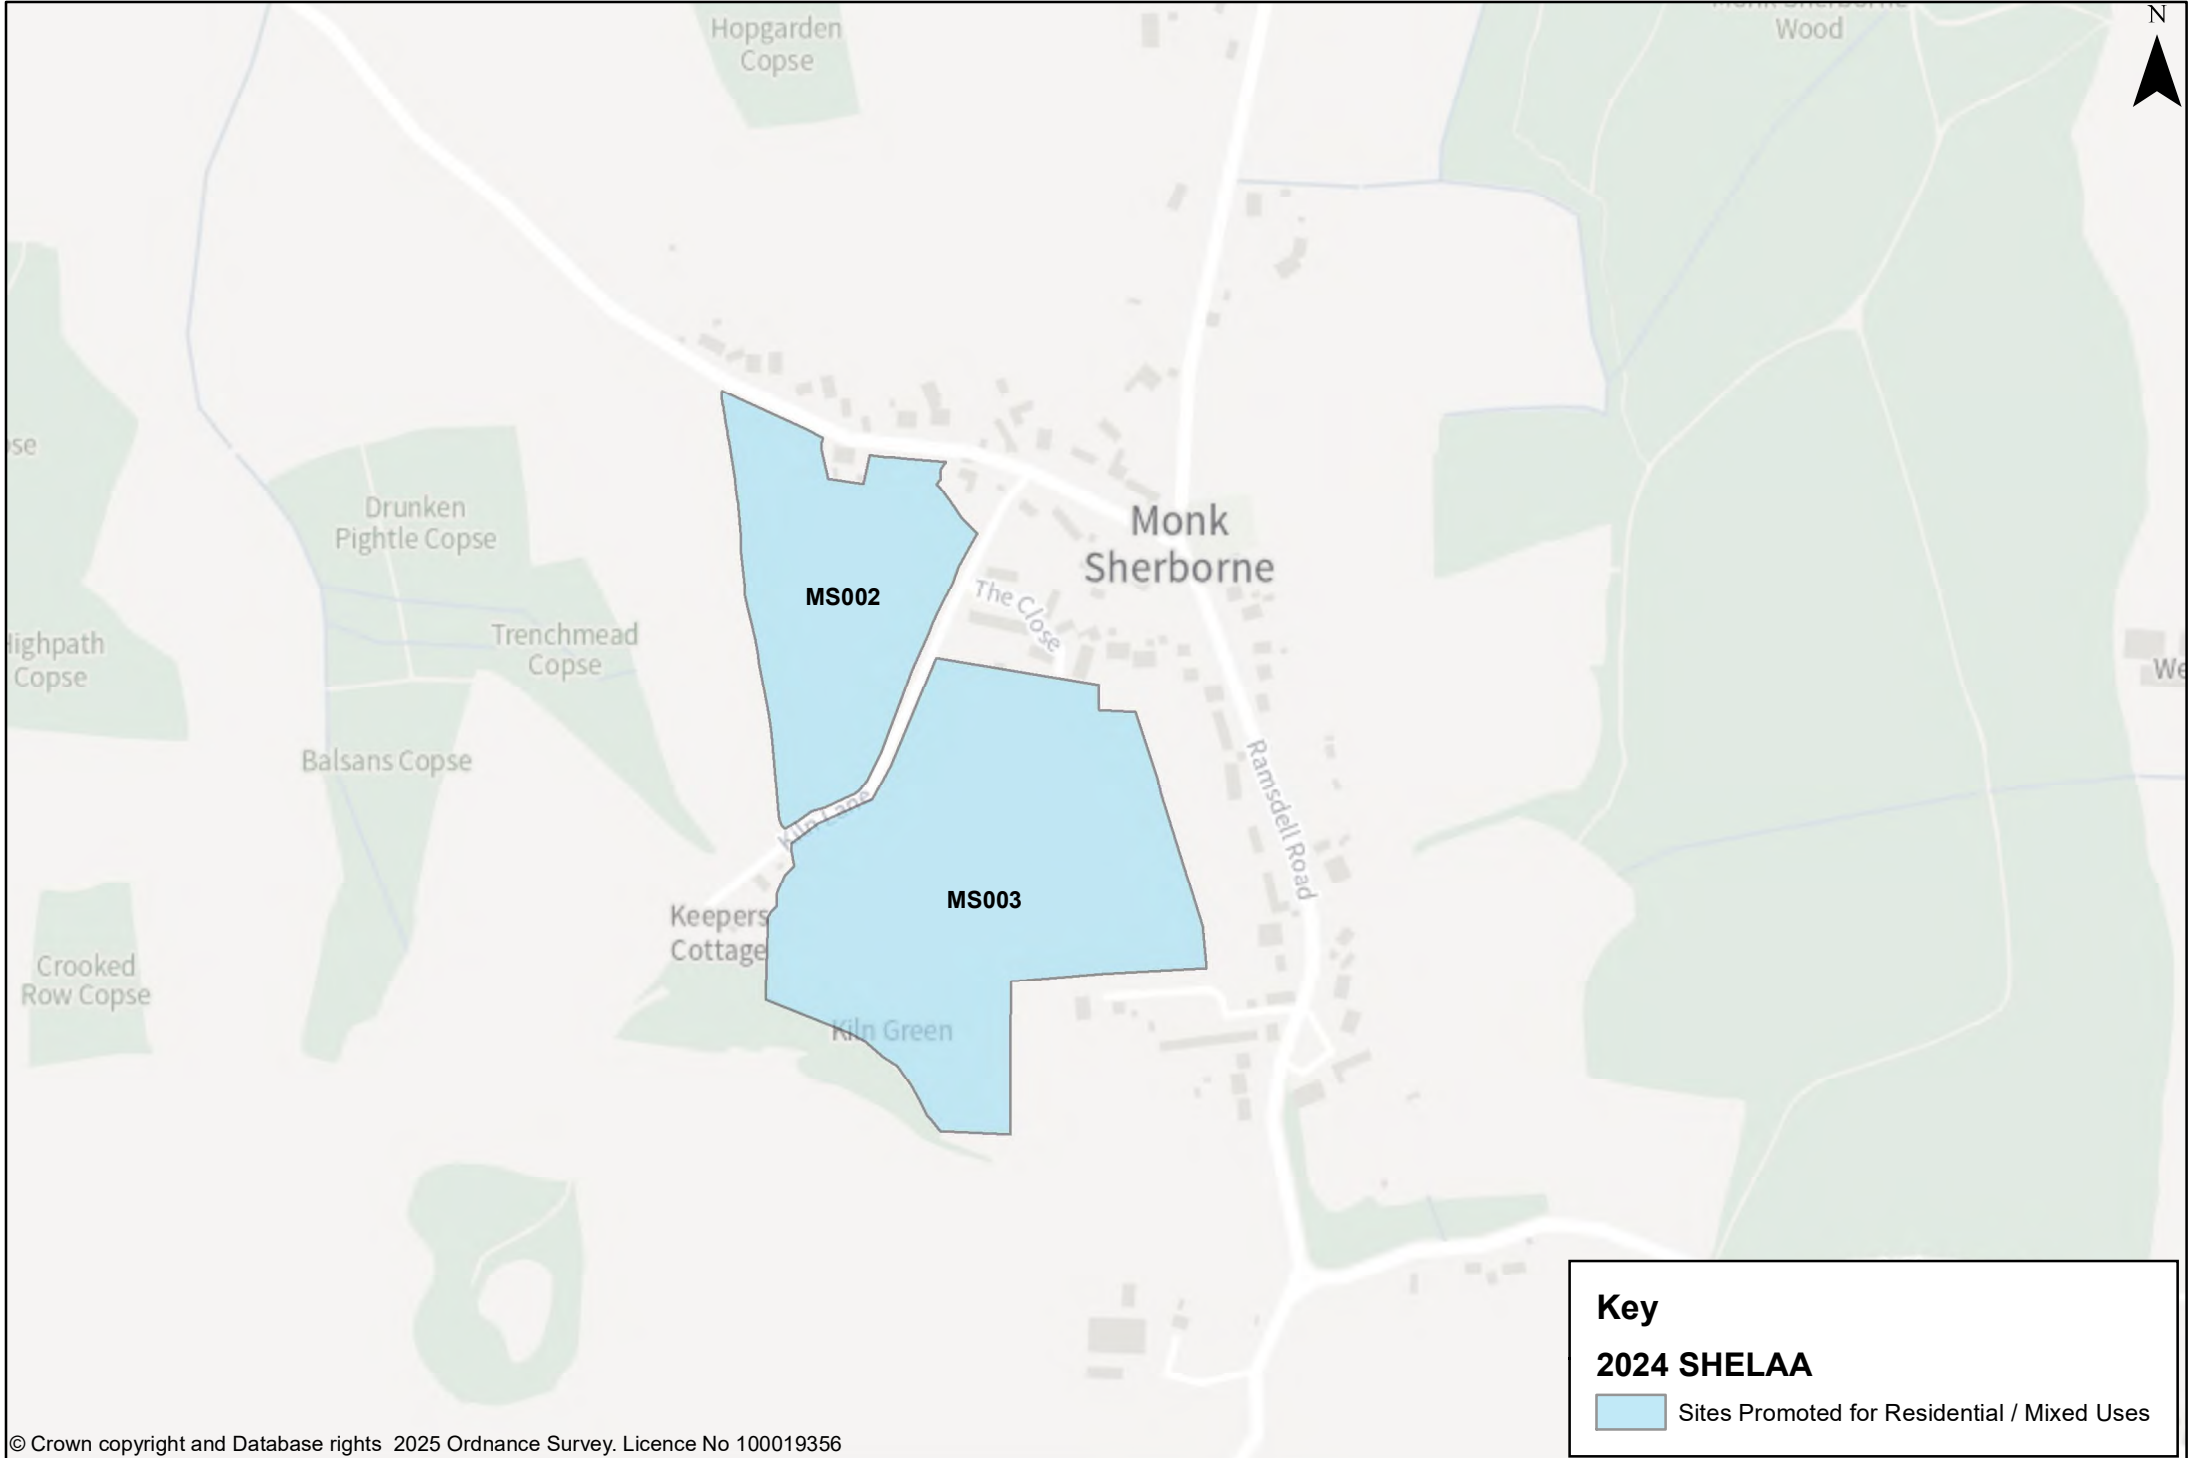 Hopgarden
Copse
Wood
N
Drunken
Pightle Copse
Monk
Sherborne
MS002
The Close
Trenchmead
Copse
Copse
Balsans Copse
Ramsdell Road
Kiln Lane
MS003
Keepers
Cottage
Crooked
Row Copse
Kiln Green
Key
2024 SHELAA
Sites Promoted for Residential / Mixed Uses
© Crown copyright and Database rights 2025 Ordnance Survey. Licence No 100019356